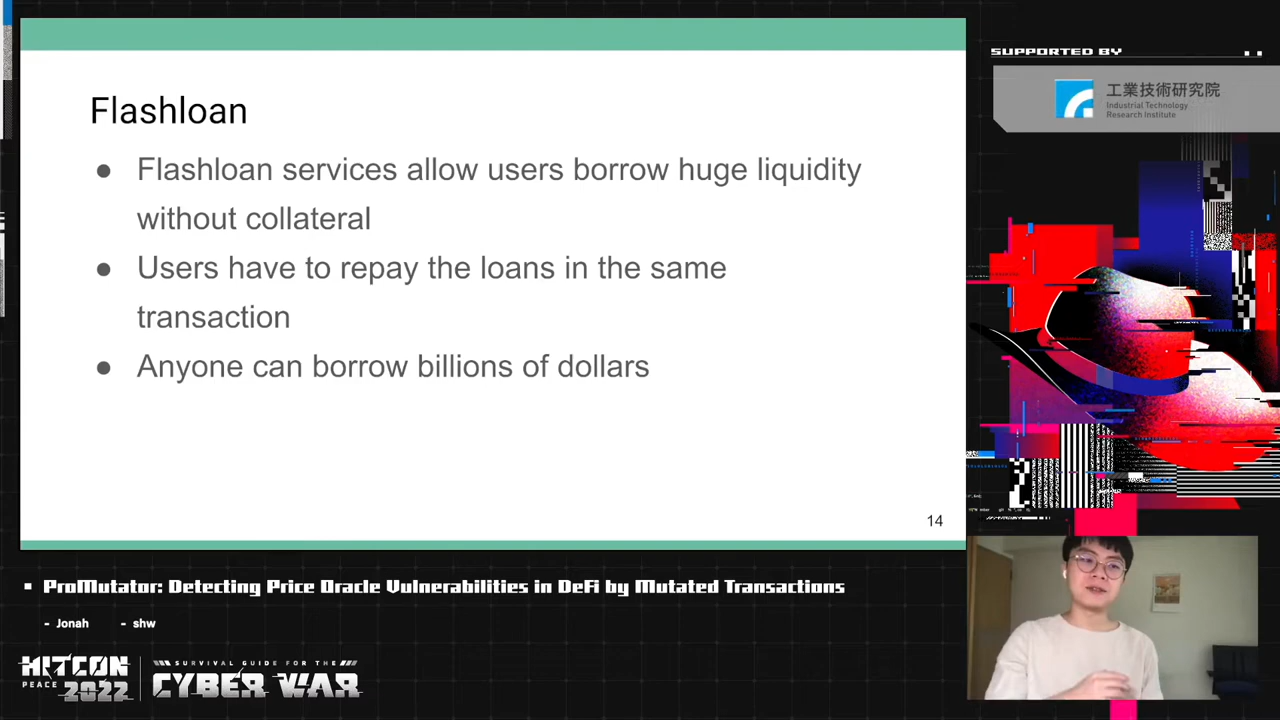 Flashloan
● Flashloan services allow users borrow huge liquidity
without collateral
● Users have to repay the loans in the same
transaction
● Anyone can borrow billions of dollars
14
SUPPORTED BY
工業技術研究院
Industrial Technology
Research Institute
ProMutator: Detecting Price Oracle Vulnerabilities in DeFi by Mutated Transactions
- Jonah - shw
HITCON
PEACE 2022
SURVIVAL GUIDE FOR THE
CYBER WAR